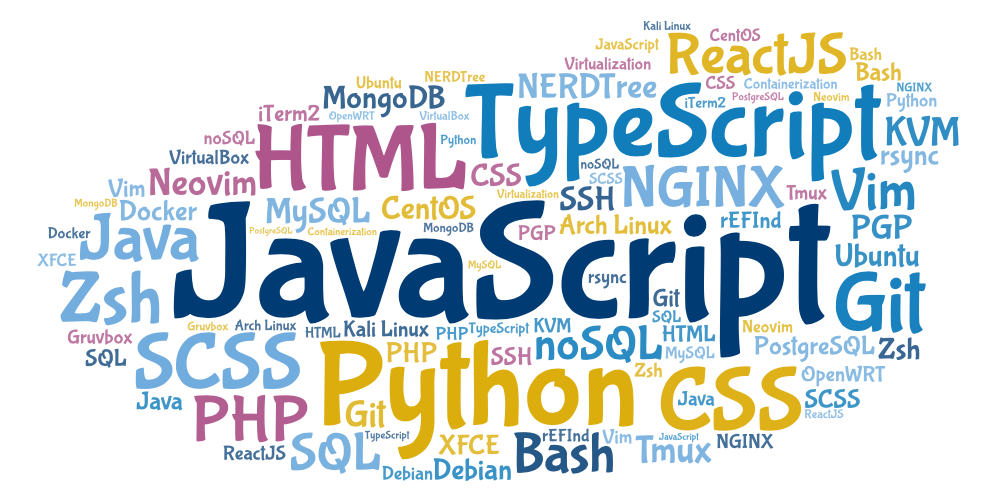 Kali Linux
CentOS
JavaScript
ReactJS
Bash
Virtualization
Bash
Ubuntu
NERDTree
NERDTree
CSS
Containerization
NGINX
MongoDB
TypeScript
iTerm2
PostgreSQL
Neovim
Python
iTerm2
OpenWRT
VirtualBox
KVM
noSQL
HTML
Python
rsync
VirtualBox
noSQL
Vim
Neovim
CSS
SCSS
NGINX
Tmux
Vim
Virtualization
SSH
MongoDB
Docker
MySQL
CentOS
JavaScript
Arch Linux
rEFInd
PGP
Docker
Java
PostgreSQL
Containerization
MongoDB
PGP
Ubuntu
XFCE
MySQL
rsync
Zsh
Git
Git
SQL
Gruvbox
Gruvbox
Arch Linux
HTML
Kali Linux
PHP
TypeScript
KVM
noSQL
HTML
Neovim
SQL
SCSS
Python
PHP
SSH
MySQL
PostgreSQL
Zsh
Zsh
CSS
OpenWRT
Java
PHP
Git
Java
SCSS
ReactJS
ReactJS
SQL
TypeScript
XFCE
Bash
rEFInd
Vim
Tmux
JavaScript
NGINX
Debian
Debian